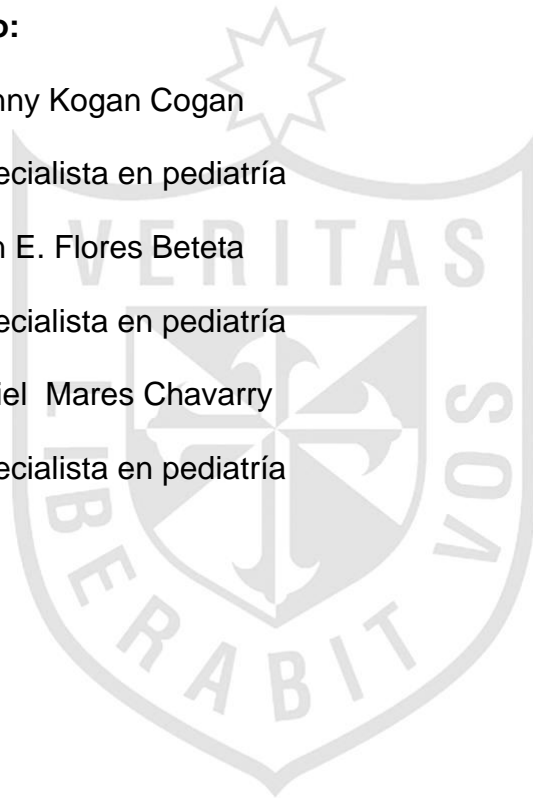 o:
nny Kogan Cogan
ecialista en pediatría
n E. Flores Beteta
ecialista en pediatría
iel Mares Chavarry
ecialista en pediatría
VERITAS
LIBERABIT VOS